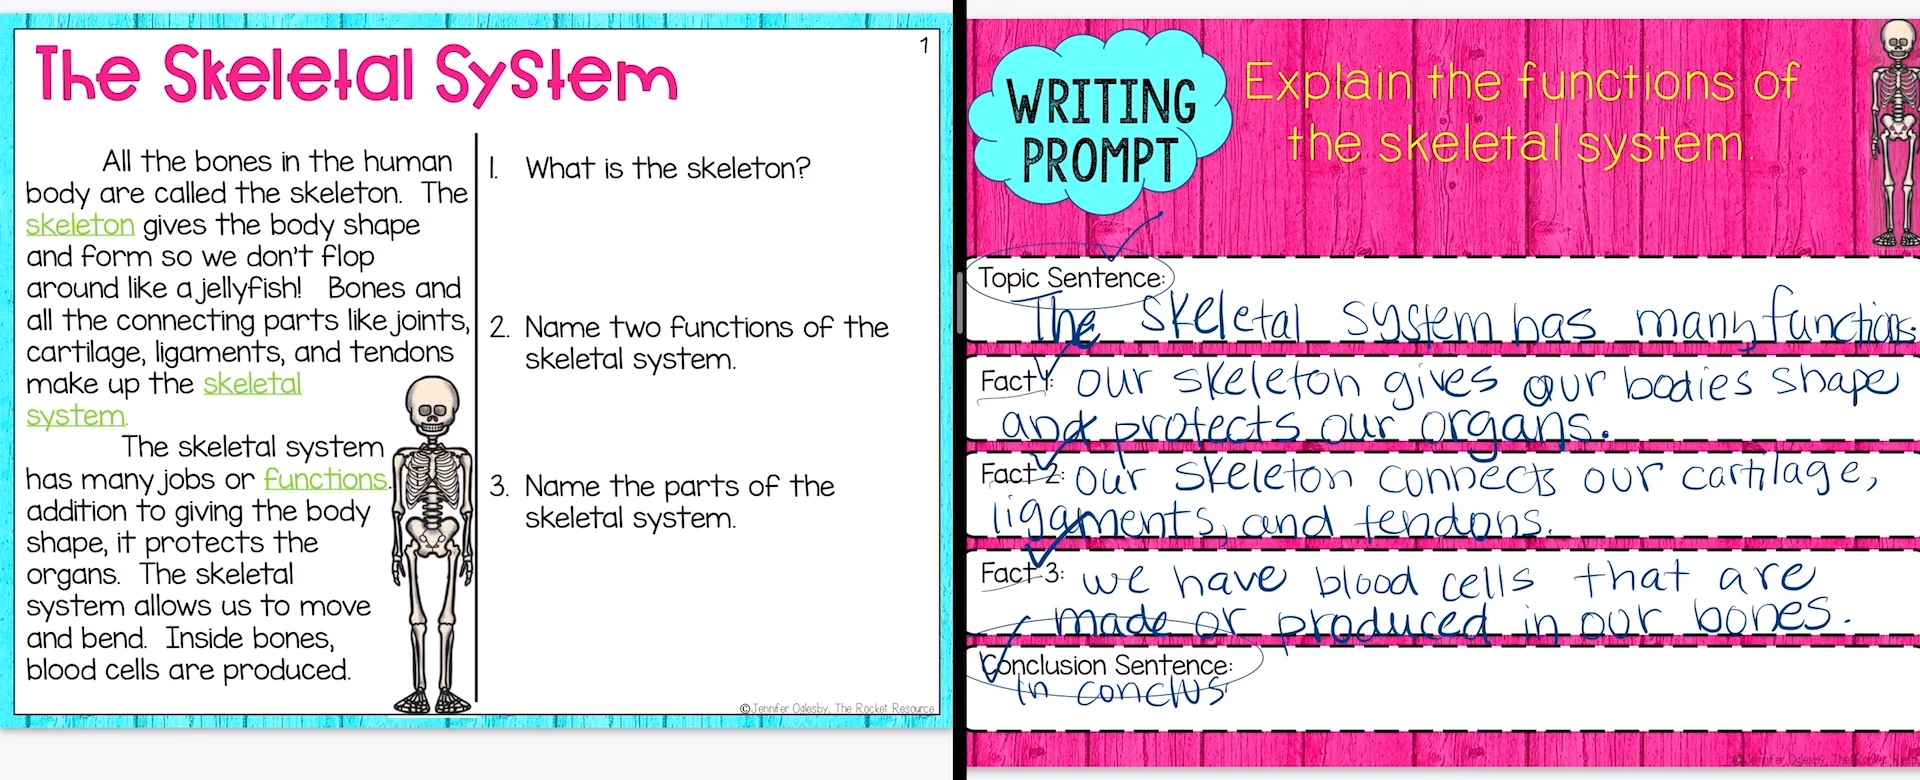 The Skeletal System
1
All the bones in the human
body are called the skeleton. The
skeleton gives the body shape
and form so we don't flop
around like a jellyfish! Bones and
all the connecting parts like joints,
cartilage, ligaments, and tendons
make up the skeletal
system.
The skeletal system
has many jobs or functions.
addition to giving the body
shape, it protects the
organs. The skeletal
system allows us to move
and bend. Inside bones,
blood cells are produced.
1. What is the skeleton?
2. Name two functions of the
skeletal system.
3. Name the parts of the
skeletal system.
©Jennifer Oglesby, The Rocket Resource
WRITING
PROMPT
Explain the functions of
the skeletal system.
Topic Sentence:
The skeletal system has many functions.
Fact 1: our skeleton gives our bodies shape
and protects our organs.
Fact 2: our skeleton connects our cartilage,
ligaments, and tendons.
Fact 3: we have blood cells that are
made or produced in our bones.
Conclusion Sentence:
in conclus
©Jennifer Oglesby, The Rocket